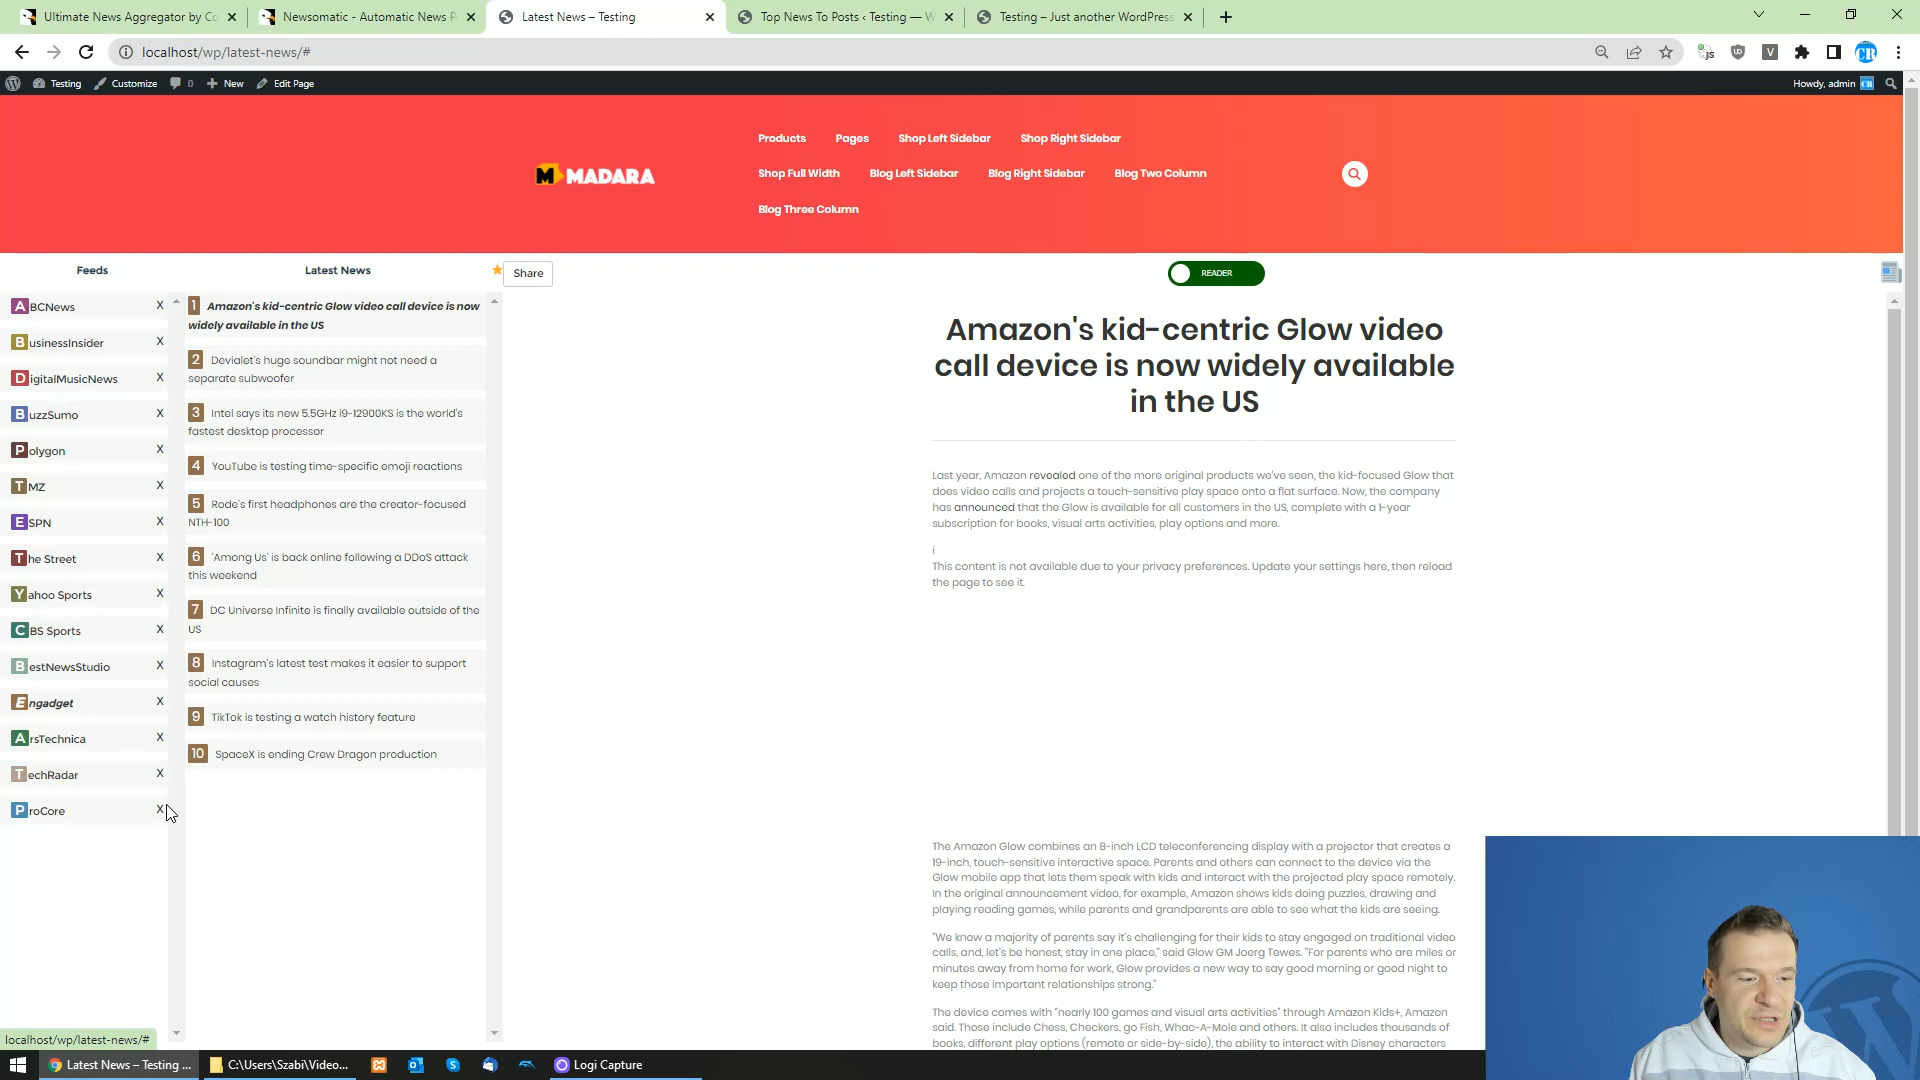 Ultimate News Aggregator by Co
Newsomatic - Automatic News P
Latest News – Testing
Top News To Posts ‹ Testing — W
Testing – Just another WordPress
localhost/wp/latest-news/#
Testing
Customize
0
New
Edit Page
Howdy, admin
Products
Pages
Shop Left Sidebar
Shop Right Sidebar
MADARA
Shop Full Width
Blog Left Sidebar
Blog Right Sidebar
Blog Two Column
Blog Three Column
Feeds
Latest News
Share
READER
ABCNews X
BusinessInsider X
DigitalMusicNews X
BuzzSumo X
Polygon X
TMZ X
ESPN X
The Street X
Yahoo Sports X
CBS Sports X
BestNewsStudio X
Engadget X
ArsTechnica X
TechRadar X
ProCore X
1 Amazon's kid-centric Glow video call device is now
widely available in the US
2 Devialet's huge soundbar might not need a
separate subwoofer
3 Intel says its new 5.5GHz i9-12900KS is the world's
fastest desktop processor
4 YouTube is testing time-specific emoji reactions
5 Rode's first headphones are the creator-focused
NTH-100
6 'Among Us' is back online following a DDoS attack
this weekend
7 DC Universe Infinite is finally available outside of the
US
8 Instagram's latest test makes it easier to support
social causes
9 TikTok is testing a watch history feature
10 SpaceX is ending Crew Dragon production
Amazon's kid-centric Glow video
call device is now widely available
in the US
Last year, Amazon revealed one of the more original products we've seen, the kid-focused Glow that
does video calls and projects a touch-sensitive play space onto a flat surface. Now, the company
has announced that the Glow is available for all customers in the US, complete with a 1-year
subscription for books, visual arts activities, play options and more.
i
This content is not available due to your privacy preferences. Update your settings here, then reload
the page to see it.
The Amazon Glow combines an 8-inch LCD teleconferencing display with a projector that creates a
19-inch, touch-sensitive interactive space. Parents and others can connect to the device via the
Glow mobile app that lets them speak with kids and interact with the projected play space remotely.
In the original announcement video, for example, Amazon shows kids doing puzzles, drawing and
playing reading games, while parents and grandparents are able to see what the kids are seeing.
"We know a majority of parents say it's challenging for their kids to stay engaged on traditional video
calls, and, let's be honest, stay in one place," said Glow GM Joerg Tewes. "For parents who are miles or
minutes away from home for work, Glow provides a new way to say good morning or good night to
keep those important relationships strong."
The device comes with "nearly 100 games and visual arts activities" through Amazon Kids+, Amazon
said. Those include Chess, Checkers, go Fish, Whac-A-Mole and others. It also includes thousands of
books, different play options (remote or side-by-side), the ability to interact with Disney characters
localhost/wp/latest-news/#
Latest News – Testing ...
C:\Users\Szabi\Video...
Logi Capture